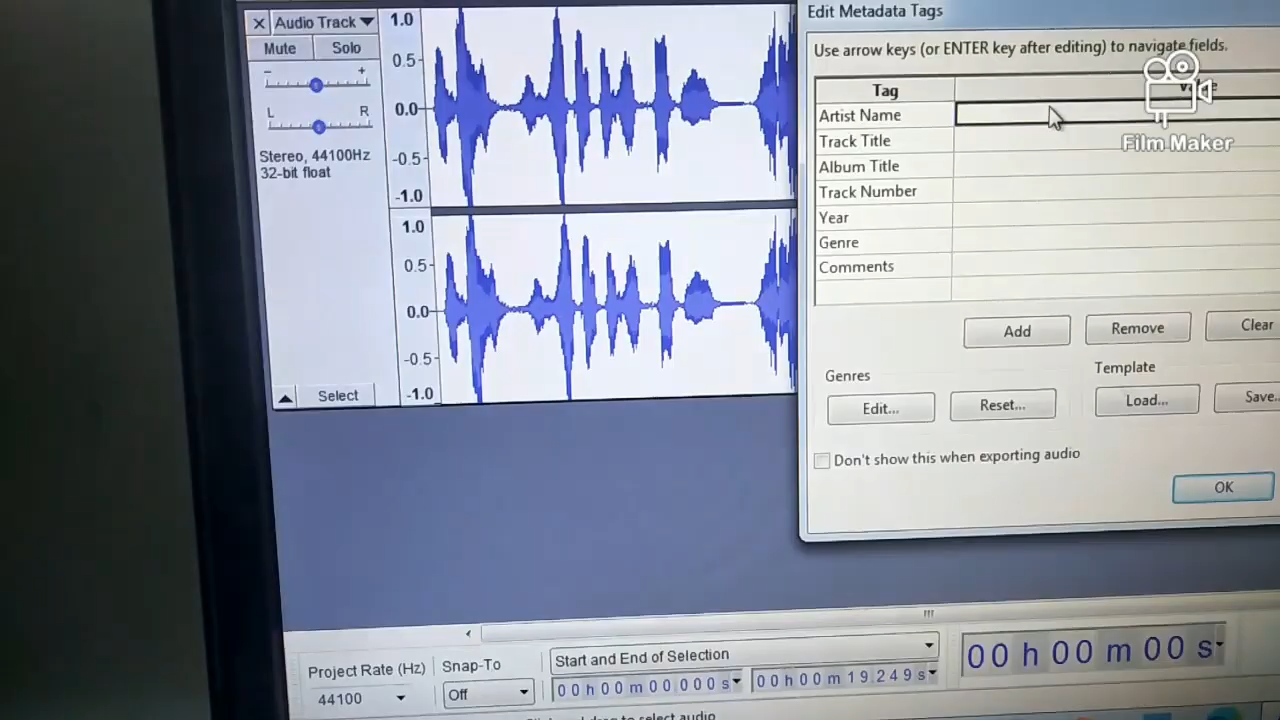 Audio Track
Mute Solo
- +
L R
Stereo, 44100Hz
32-bit float
Select
1.0
0.5
0.0
-0.5
-1.0
1.0
0.5
0.0
-0.5
-1.0
Edit Metadata Tags
Use arrow keys (or ENTER key after editing) to navigate fields.
Tag
Artist Name
Track Title
Album Title
Track Number
Year
Genre
Comments
Add Remove Clear
Genres
Edit... Reset...
Template
Load... Save..
Don't show this when exporting audio
OK
Film Maker
Project Rate (Hz) Snap-To
44100 Off
Start and End of Selection
00 h 00 m 00.000 s 00 h 00 m 19.249 s
00 h 00 m 00 s
drag to select audio